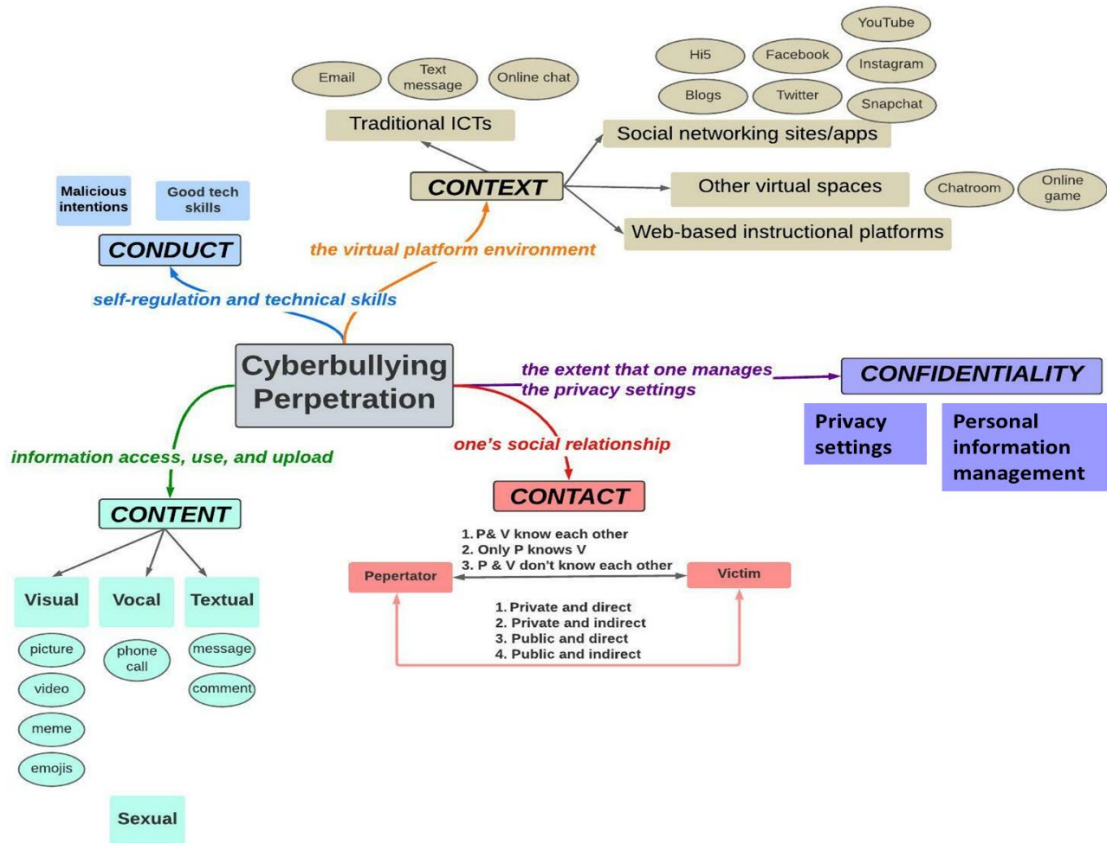 YouTube
Hi5
Facebook
Instagram
Email
Text
message
Online chat
Blogs
Twitter
Snapchat
Traditional ICTs
Social networking sites/apps
Malicious
intentions
Good tech
skills
CONTEXT
Other virtual spaces
Chatroom
Online
game
Web-based instructional platforms
CONDUCT
the virtual platform environment
self-regulation and technical skills
Cyberbullying
Perpetration
the extent that one manages
the privacy settings
CONFIDENTIALITY
Privacy
settings
Personal
information
management
information access, use, and upload
one's social relationship
CONTENT
CONTACT
1. P& V know each other
2. Only P knows V
3. P & V don't know each other
Pepertator
Victim
1. Private and direct
2. Private and indirect
3. Public and direct
4. Public and indirect
Visual
Vocal
Textual
picture
phone
call
message
video
comment
meme
emojis
Sexual